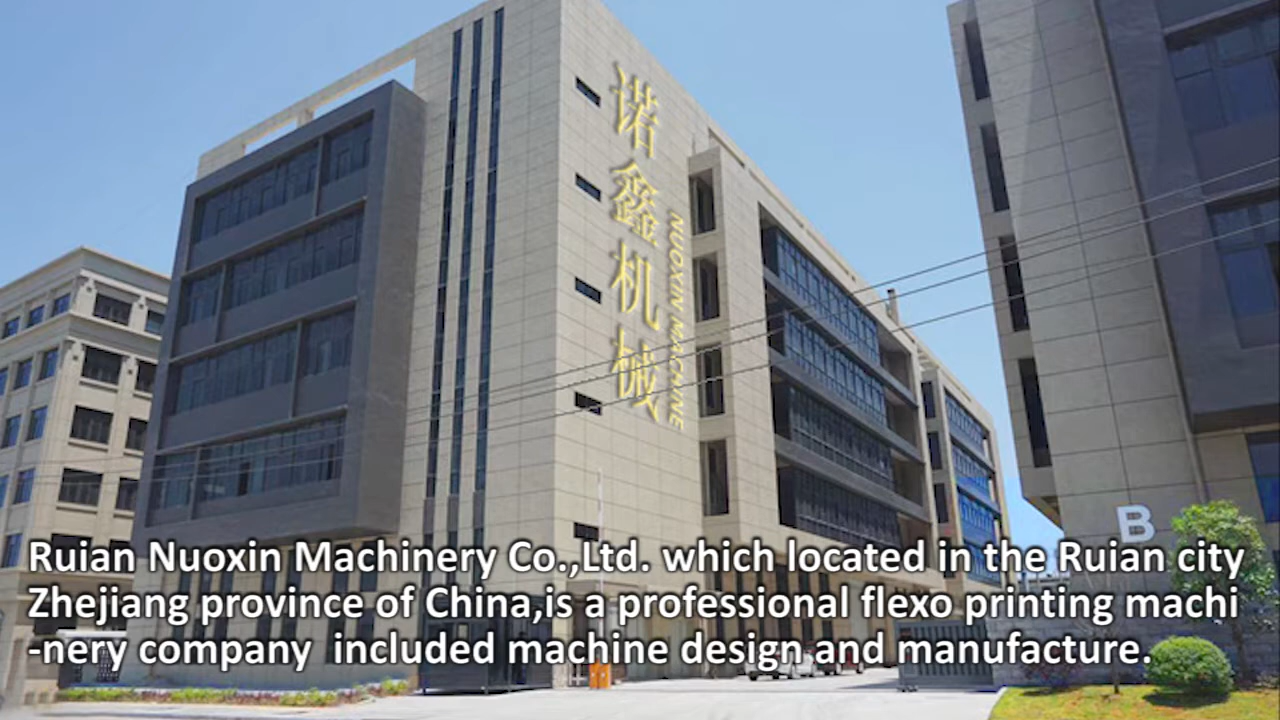 诺鑫机械
NUOXIN MACHINE
B
Ruian Nuoxin Machinery Co.,Ltd. which located in the Ruian city
Zhejiang province of China,is a professional flexo printing machi
-nery company  included machine design and manufacture.